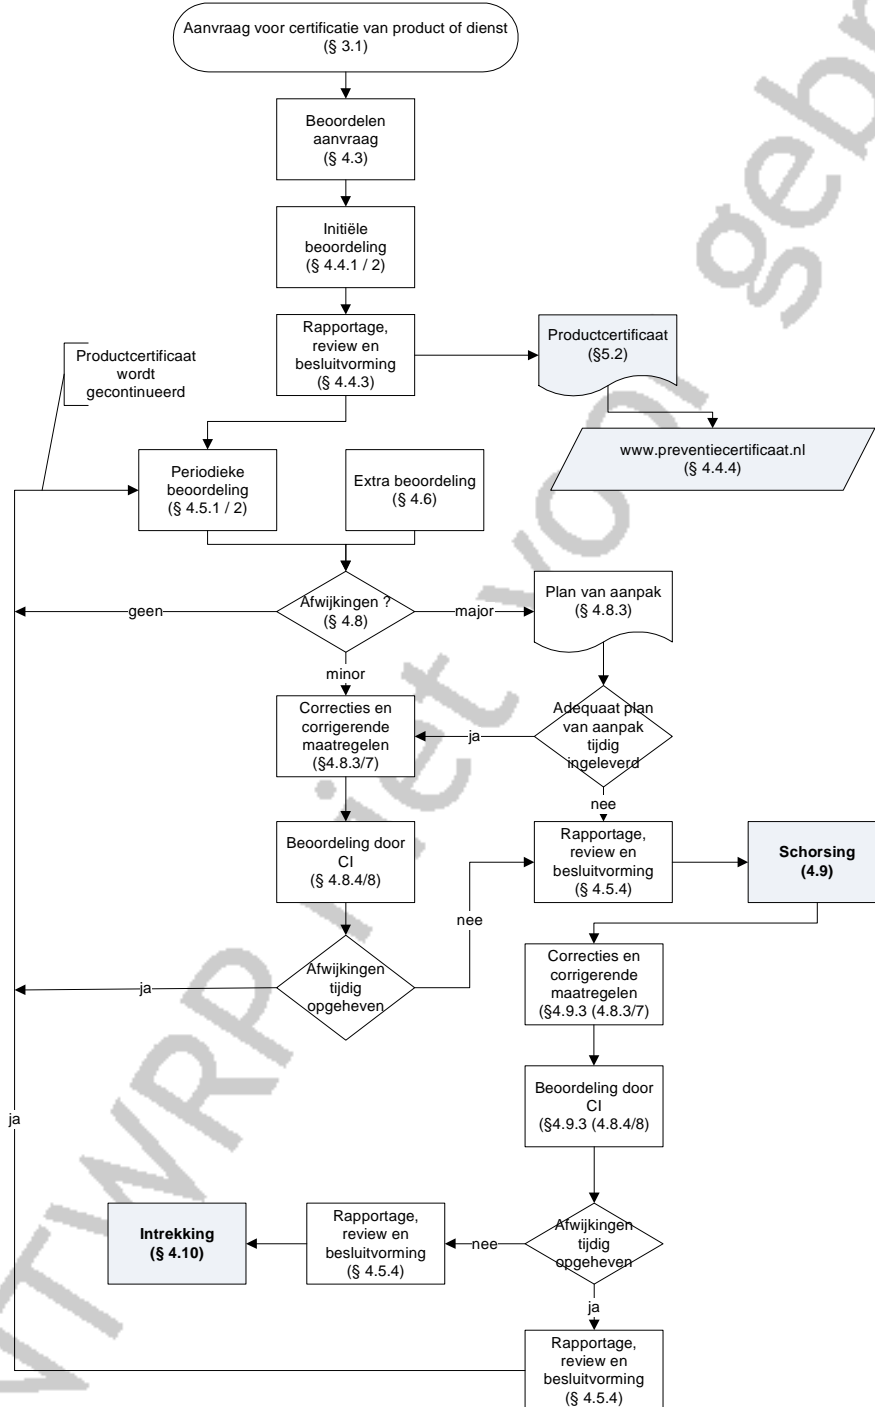 Aanvraag voor certificatie van product of dienst
(§ 3.1)
Beoordelen
aanvraag
(§ 4.3)
Initiële
beoordeling
(§ 4.4.1 / 2)
Rapportage,
review en
besluitvorming
(§ 4.4.3)
Productcertificaat
(§5.2)
Productcertificaat
wordt
gecontinueerd
www.preventiecertificaat.nl
(§ 4.4.4)
Periodieke
beoordeling
(§ 4.5.1 / 2)
Extra beoordeling
(§ 4.6)
Afwijkingen ?
(§ 4.8)
geen
major
Plan van aanpak
(§ 4.8.3)
minor
Correcties en
corrigerende
maatregelen
(§4.8.3/7)
ja
Adequaat plan
van aanpak
tijdig
ingeleverd
nee
Beoordeling door
CI
(§ 4.8.4/8)
Rapportage,
review en
besluitvorming
(§ 4.5.4)
Schorsing
(4.9)
nee
Afwijkingen
tijdig
opgeheven
ja
Correcties en
corrigerende
maatregelen
(§4.9.3 (4.8.3/7)
Beoordeling door
CI
(§4.9.3 (4.8.4/8)
ja
Intrekking
(§ 4.10)
Rapportage,
review en
besluitvorming
(§ 4.5.4)
nee
Afwijkingen
tijdig
opgeheven
ja
Rapportage,
review en
besluitvorming
(§ 4.5.4)